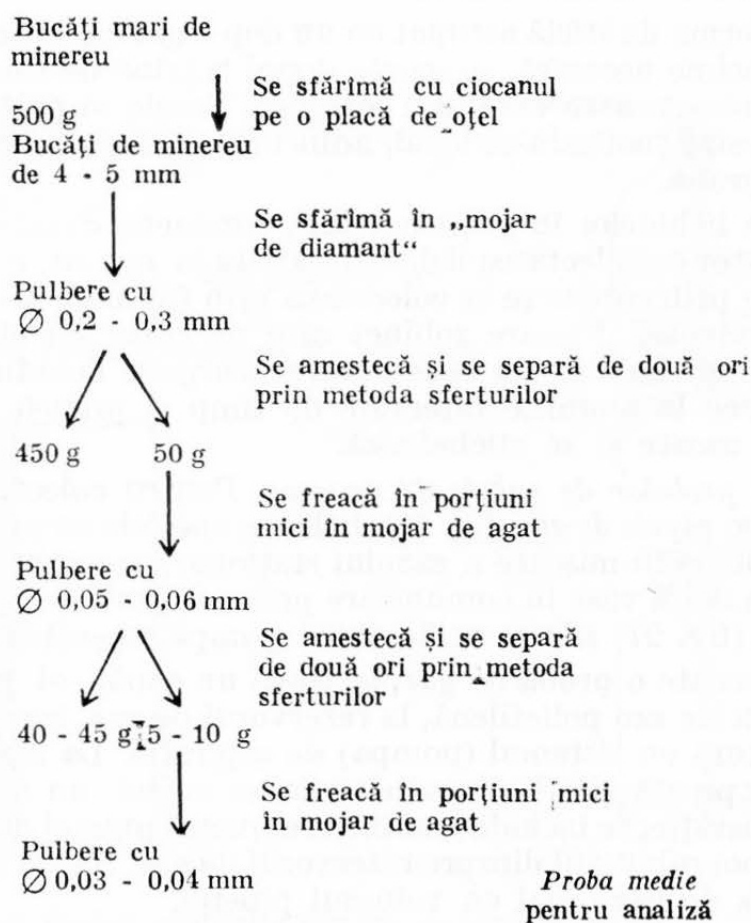 Bucăți mari de
minereu
Se sfărîmă cu ciocanul
500 g
pe o placă de oțel
Bucăți de minereu
de 4 - 5 mm
Se sfărîmă în „mojar
de diamant“
Pulbere cu
∅ 0,2 - 0,3 mm
Se amestecă și se separă de două ori
prin metoda sferturilor
450 g 50 g
Se freacă în porțiuni
mici în mojar de agat
Pulbere cu
∅ 0,05 - 0,06 mm
Se amestecă și se separă
de două ori prin metoda
sferturilor
40 - 45 g 5 - 10 g
Se freacă în porțiuni mici
in mojar de agat
Pulbere cu
∅ 0,03 - 0,04 mm
Proba medie
pentru analiză